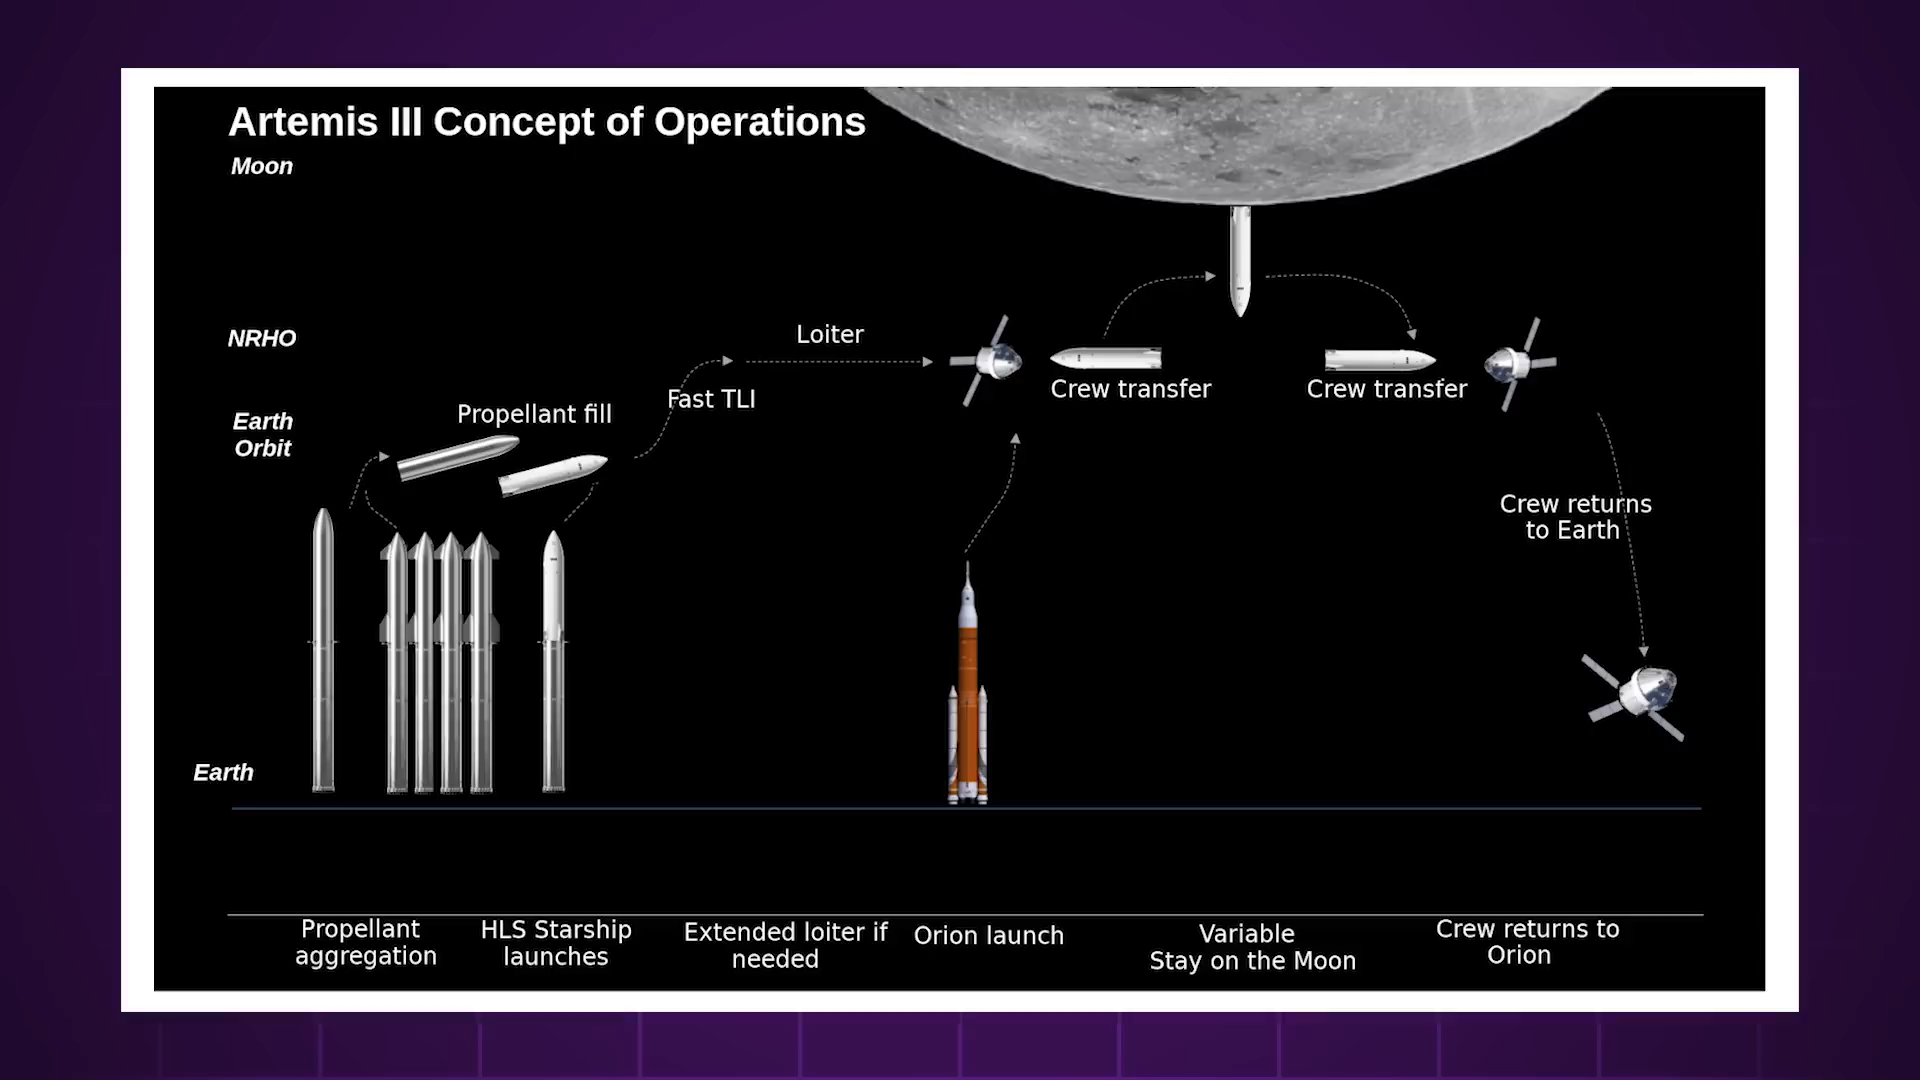 Artemis III Concept of Operations
Moon
NRHO
Loiter
Fast TLI
Crew transfer
Crew transfer
Earth
Orbit
Propellant fill
Crew returns
to Earth
Earth
Propellant
aggregation
HLS Starship
launches
Extended loiter if
needed
Orion launch
Variable
Stay on the Moon
Crew returns to
Orion